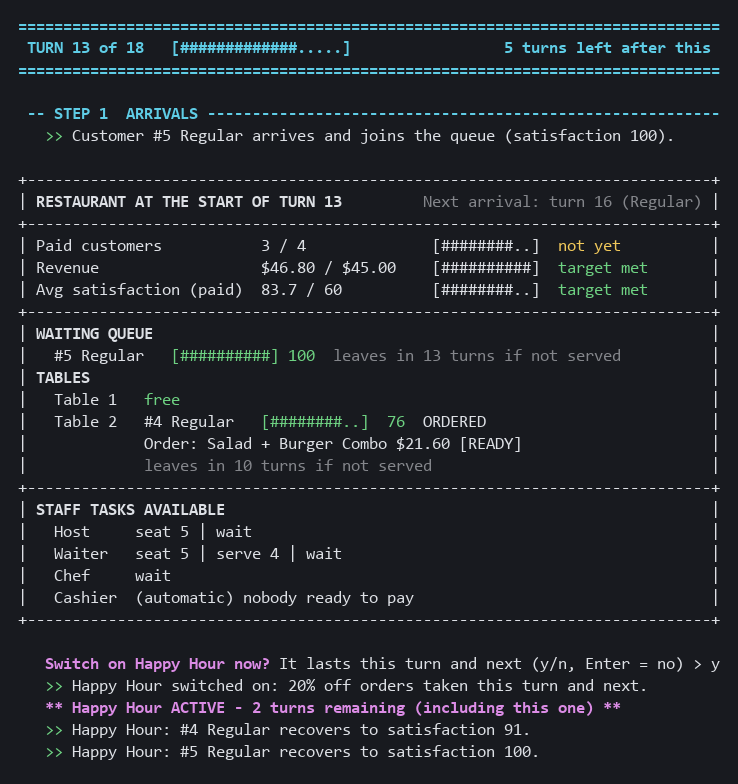 ==============================================================================
TURN 13 of 18   [#############.....]                 5 turns left after this
==============================================================================
-- STEP 1  ARRIVALS ---------------------------------------------------------
>> Customer #5 Regular arrives and joins the queue (satisfaction 100).
+----------------------------------------------------------------------------+
| RESTAURANT AT THE START OF TURN 13         Next arrival: turn 16 (Regular) |
+----------------------------------------------------------------------------+
| Paid customers           3 / 4              [########..]  not yet          |
| Revenue                  $46.80 / $45.00    [##########]  target met       |
| Avg satisfaction (paid)  83.7 / 60          [########..]  target met       |
+----------------------------------------------------------------------------+
| WAITING QUEUE                                                              |
|   #5 Regular   [##########] 100  leaves in 13 turns if not served          |
| TABLES                                                                     |
|   Table 1   free                                                           |
|   Table 2   #4 Regular   [########..]  76  ORDERED                         |
|             Order: Salad + Burger Combo $21.60 [READY]                     |
|             leaves in 10 turns if not served                               |
+----------------------------------------------------------------------------+
| STAFF TASKS AVAILABLE                                                      |
|   Host     seat 5 | wait                                                   |
|   Waiter   seat 5 | serve 4 | wait                                         |
|   Chef     wait                                                            |
|   Cashier  (automatic) nobody ready to pay                                 |
+----------------------------------------------------------------------------+
Switch on Happy Hour now? It lasts this turn and next (y/n, Enter = no) > y
>> Happy Hour switched on: 20% off orders taken this turn and next.
** Happy Hour ACTIVE - 2 turns remaining (including this one) **
>> Happy Hour: #4 Regular recovers to satisfaction 91.
>> Happy Hour: #5 Regular recovers to satisfaction 100.